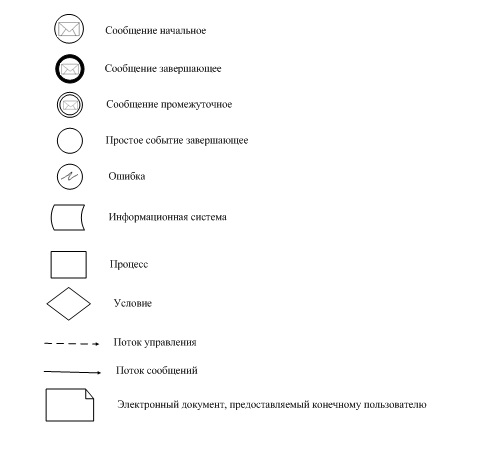 Сообщение начальное
Сообщение завершающее
Сообщение промежуточное
Простое событие завершающее
Ошибка
Информационная система
Процесс
Условие
Поток управления
Поток сообщений
Электронный документ, предоставляемый конечному пользователю